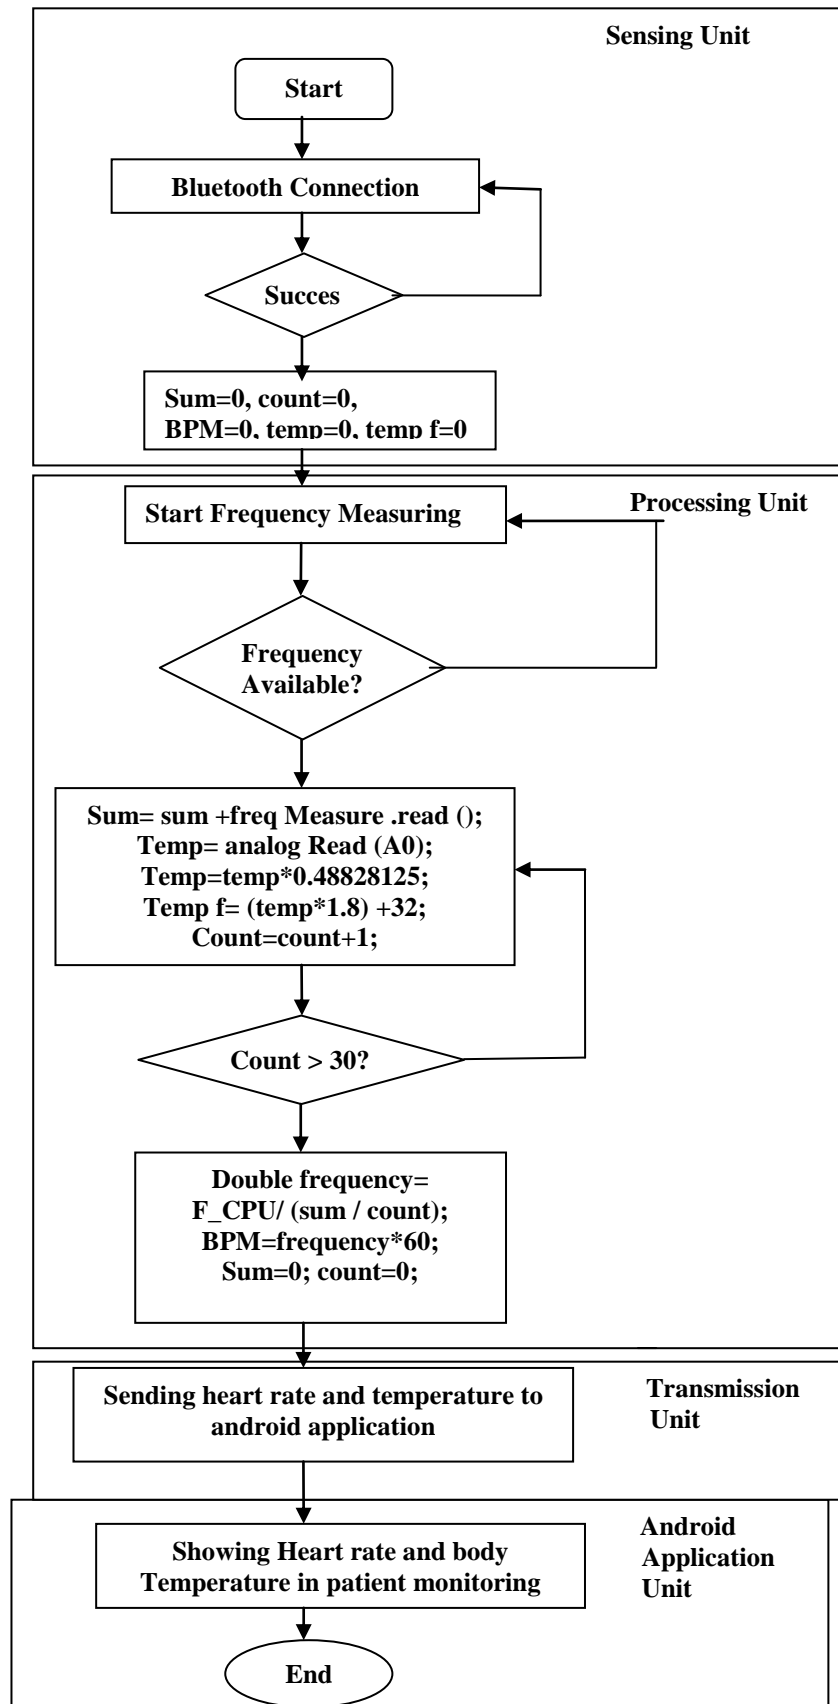 Sensing Unit
Start
Bluetooth Connection
Succes
Sum=0, count=0,
BPM=0, temp=0, temp f=0
Processing Unit
Start Frequency Measuring
Frequency
Available?
Sum= sum +freq Measure .read ();
Temp= analog Read (A0);
Temp=temp*0.48828125;
Temp f= (temp*1.8) +32;
Count=count+1;
Count > 30?
Double frequency=
F_CPU/ (sum / count);
BPM=frequency*60;
Sum=0; count=0;
Transmission
Unit
Sending heart rate and temperature to
android application
Android
Application
Unit
Showing Heart rate and body
Temperature in patient monitoring
End